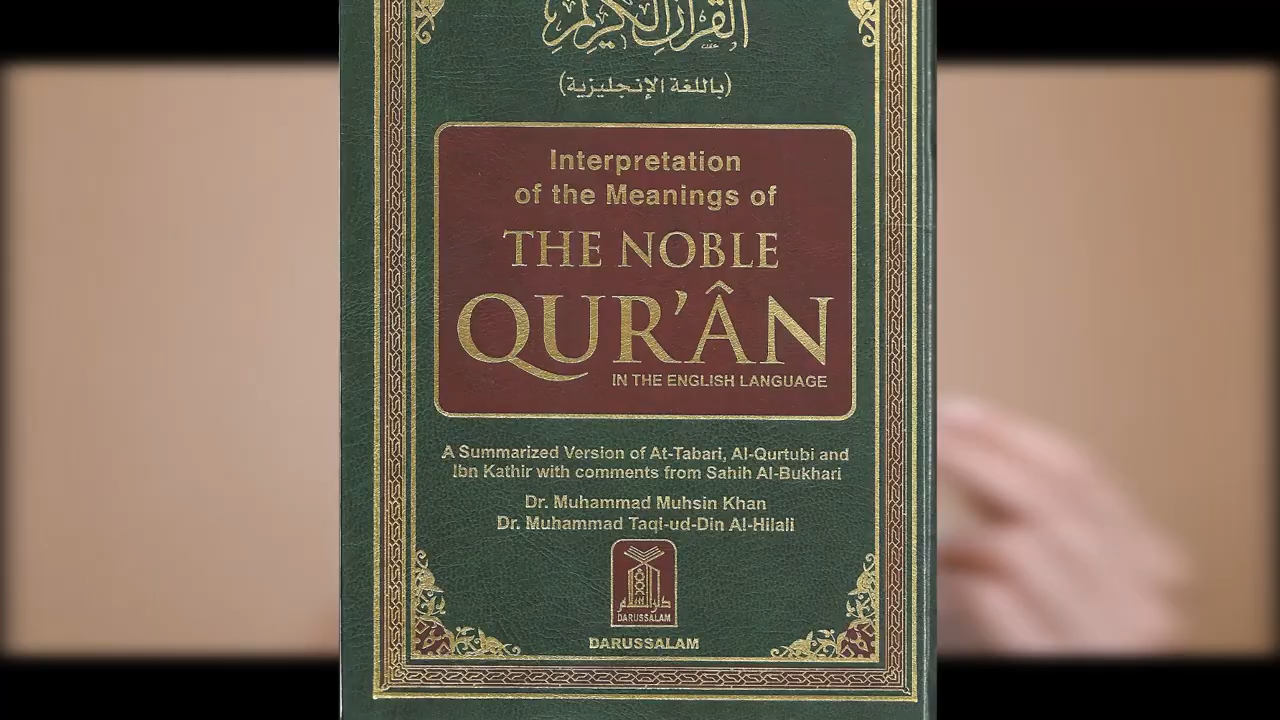 القرآن الكريم
(باللغة الإنجليزية)
Interpretation
of the Meanings of
THE NOBLE
QUR'ÂN
IN THE ENGLISH LANGUAGE
A Summarized Version of At-Tabari, Al-Qurtubi and
Ibn Kathir with comments from Sahih Al-Bukhari
Dr. Muhammad Muhsin Khan
Dr. Muhammad Taqi-ud-Din Al-Hilali
دار السلام
DARUSSALAM
DARUSSALAM